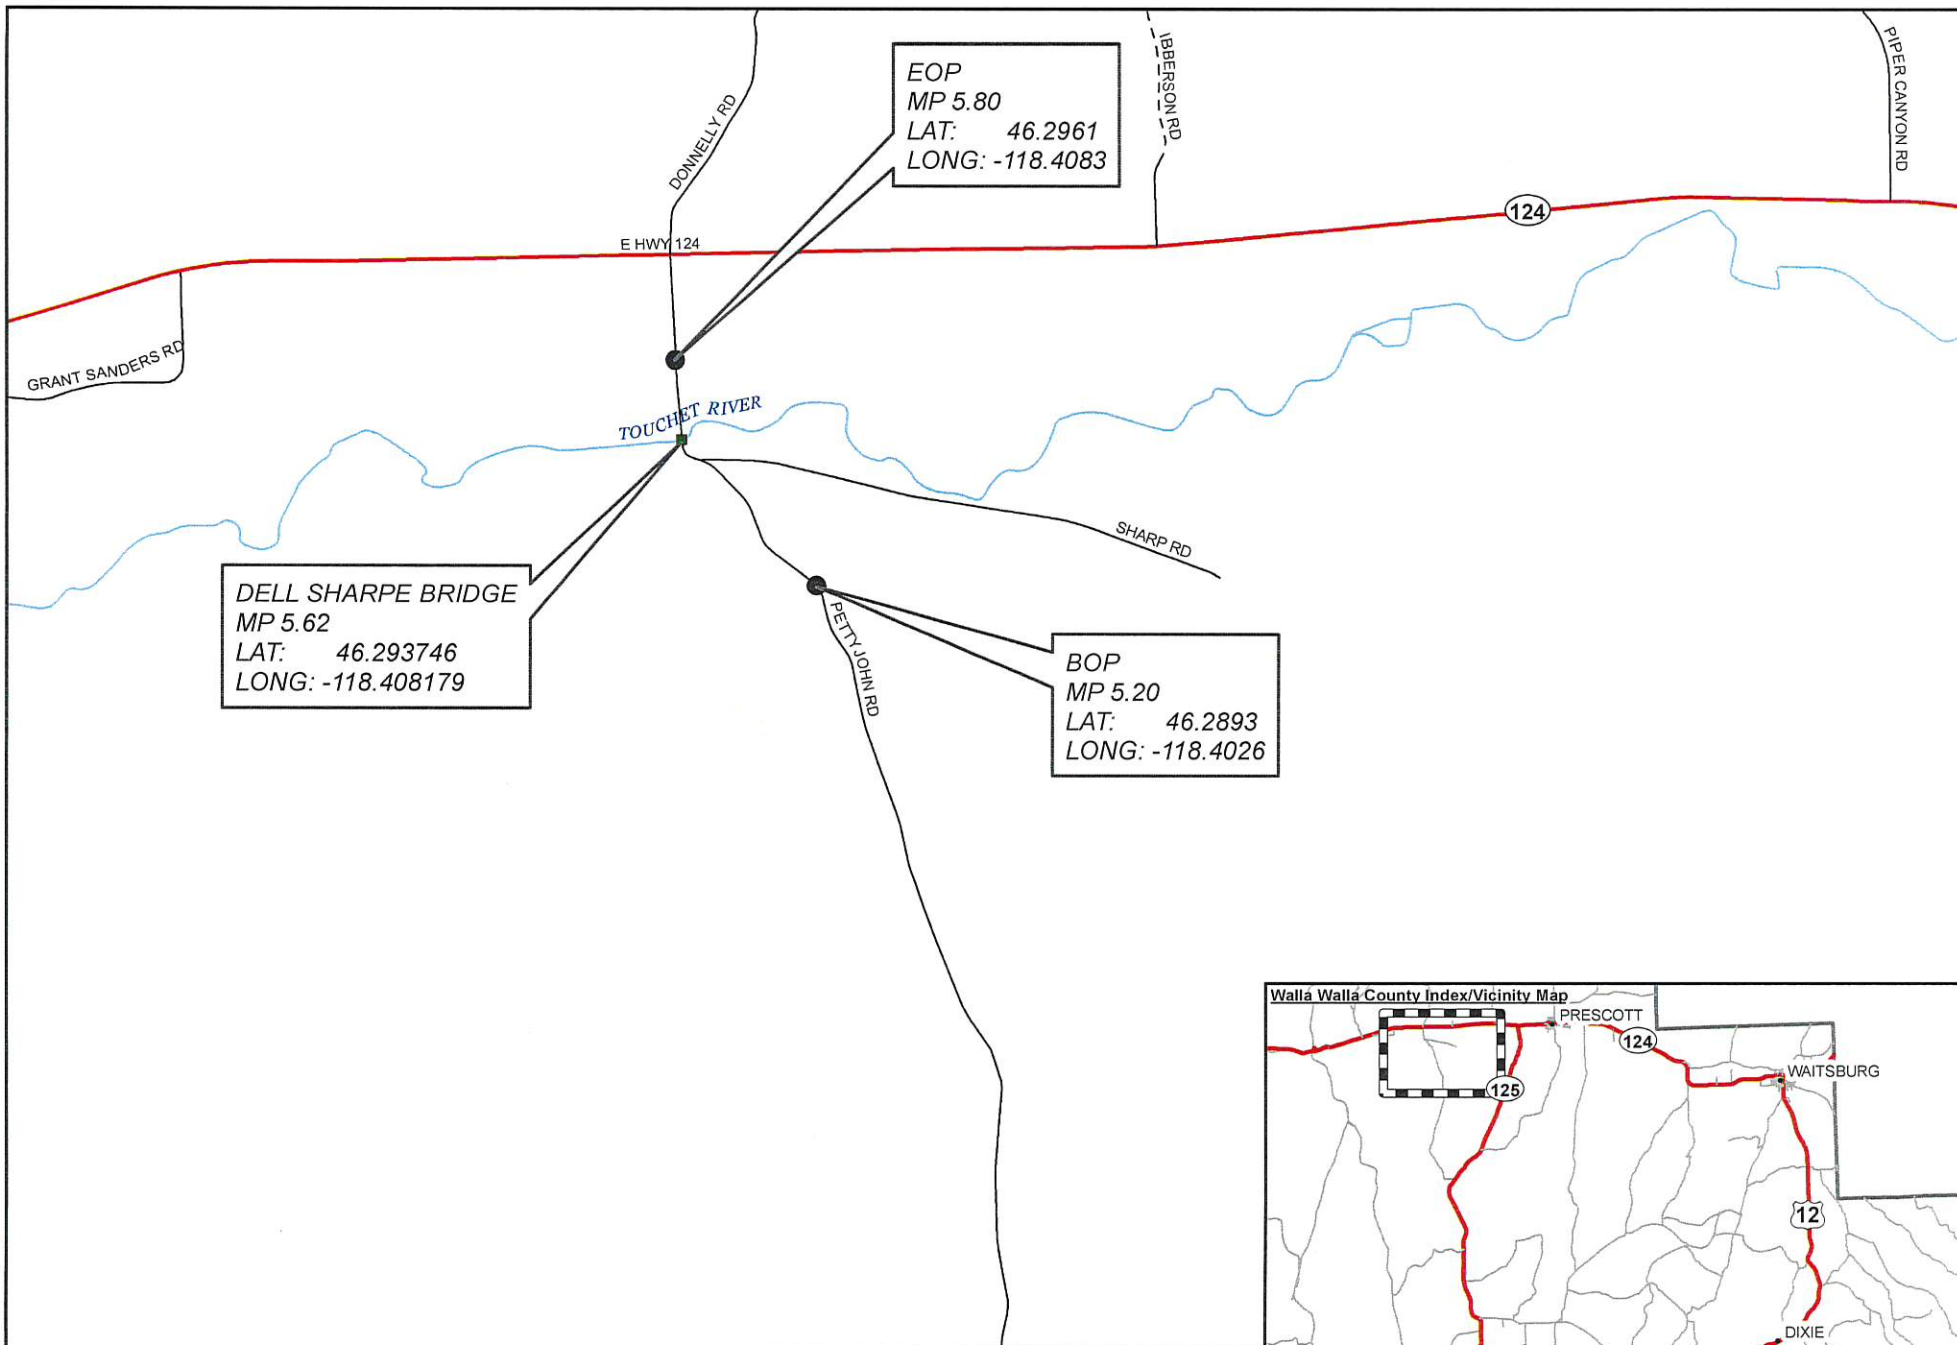 EOP
MP 5.80
LAT: 46.2961
LONG: -118.4083
IBBERSON RD
PIPER CANYON RD
DONNELLY RD
124
E HWY 124
GRANT SANDERS RD
TOUCHET RIVER
SHARP RD
DELL SHARPE BRIDGE
MP 5.62
LAT: 46.293746
LONG: -118.408179
PETTYJOHN RD
BOP
MP 5.20
LAT: 46.2893
LONG: -118.4026
Walla Walla County Index/Vicinity Map
PRESCOTT
124
WAITSBURG
125
12
DIXIE